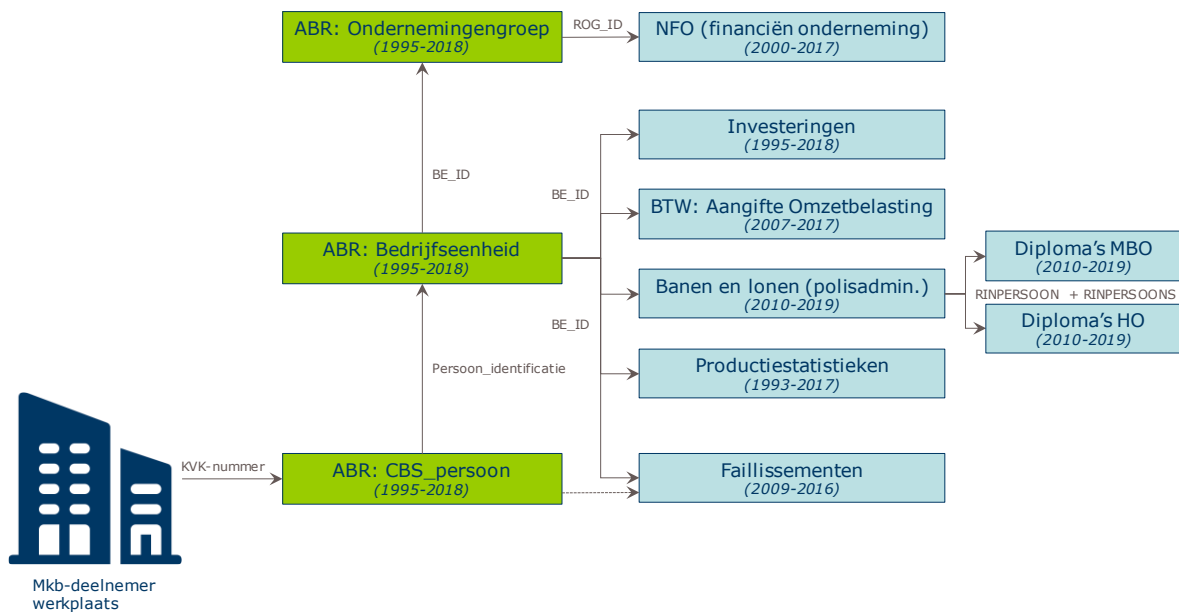 ABR: Ondernemingengroep
(1995-2018)
ROG_ID
NFO (financiën onderneming)
(2000-2017)
Investeringen
(1995-2018)
BE_ID
BE_ID
BTW: Aangifte Omzetbelasting
(2007-2017)
ABR: Bedrijfseenheid
(1995-2018)
Diploma's MBO
(2010-2019)
Banen en lonen (polisadmin.)
(2010-2019)
RINPERSOON + RINPERSOONS
Diploma's HO
(2010-2019)
BE_ID
Persoon_identificatie
Productiestatistieken
(1993-2017)
KVK-nummer
ABR: CBS_persoon
(1995-2018)
Faillissementen
(2009-2016)
Mkb-deelnemer
werkplaats